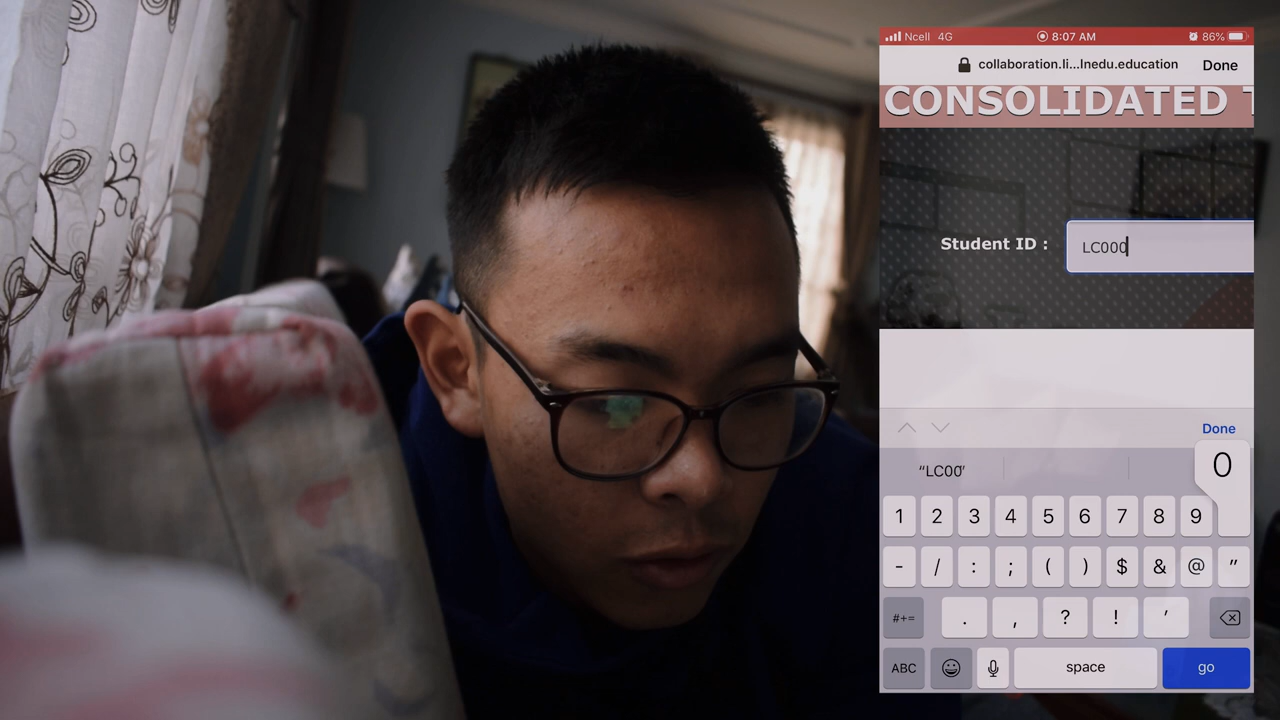 Ncell 4G 8:07 AM 86%
collaboration.li...lnedu.education Done
CONSOLIDATED T
Student ID : LC000
Done
“LC00”
0
1 2 3 4 5 6 7 8 9
- / : ; ( ) $ & @ ”
#+= . , ? ! ’
ABC space go